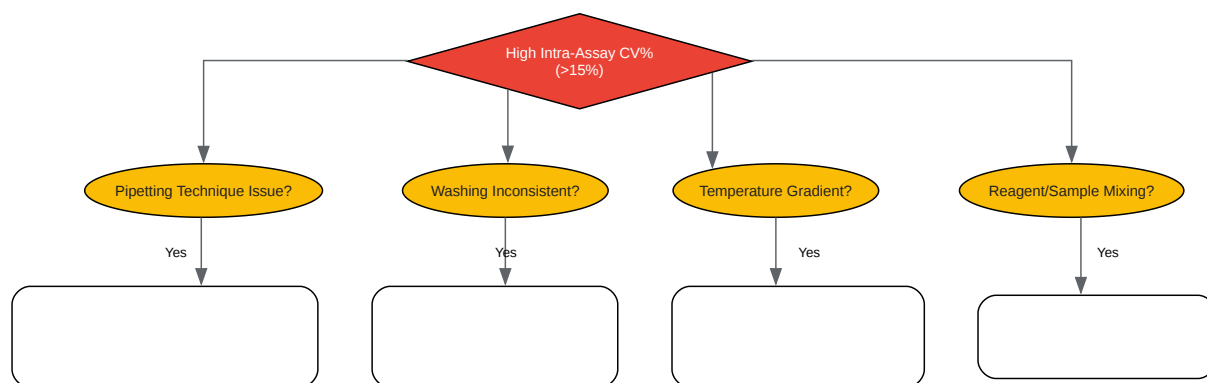 High Intra-Assay CV%
(>15%)
Pipetting Technique Issue?
Washing Inconsistent?
Temperature Gradient?
Reagent/Sample Mixing?
Yes
Yes
Yes
Yes